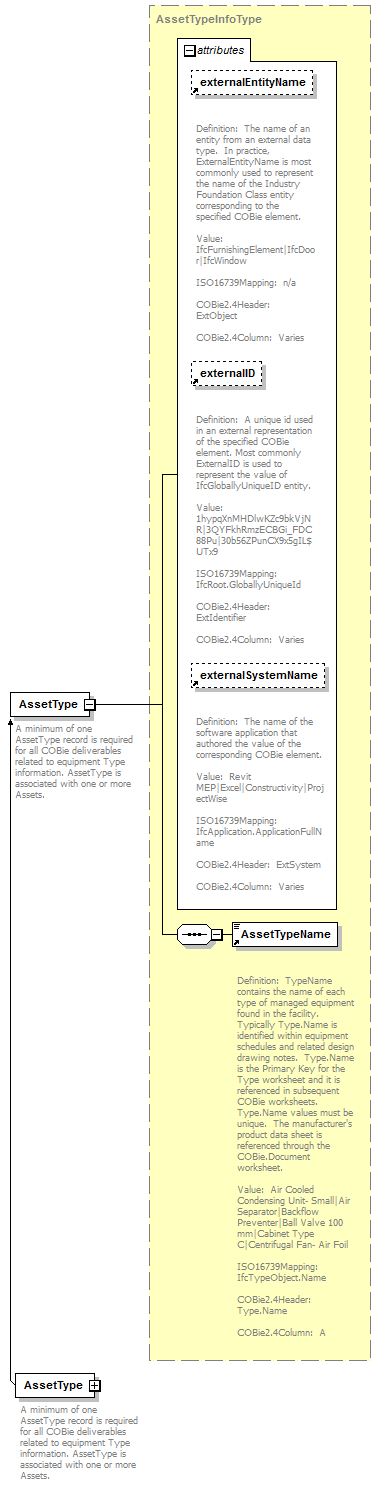 AssetTypeInfoType
attributes
externalEntityName
Definition:  The name of an
entity from an external data
type.  In practice,
ExternalEntityName is most
commonly used to represent
the name of the Industry
Foundation Class entity
corresponding to the
specified COBie element.
Value:
IfcFurnishingElement|IfcDoo
r|IfcWindow
ISO16739Mapping:  n/a
COBie2.4Header:
ExtObject
COBie2.4Column:  Varies
externalID
Definition:  A unique id used
in an external representation
of the specified COBie
element. Most commonly
ExternalID is used to
represent the value of
IfcGloballyUniqueID entity.
Value:
1hypqXnMHDlwKZc9bkVjN
R|3QYFkhRmzECBGi_FDC
88Pu|30b56ZPunCX9x5gIL$
UTx9
ISO16739Mapping:
IfcRoot.GloballyUniqueId
COBie2.4Header:
ExtIdentifier
COBie2.4Column:  Varies
externalSystemName
Definition:  The name of the
software application that
authored the value of the
corresponding COBie element.
Value:  Revit
MEP|Excel|Constructivity|Proj
ectWise
ISO16739Mapping:
IfcApplication.ApplicationFullN
ame
COBie2.4Header:  ExtSystem
COBie2.4Column:  Varies
AssetType
A minimum of one
AssetType record is required
for all COBie deliverables
related to equipment Type
information. AssetType is
associated with one or more
Assets.
AssetTypeName
Definition:  TypeName
contains the name of each
type of managed equipment
found in the facility.
Typically Type.Name is
identified within equipment
schedules and related design
drawing notes.  Type.Name
is the Primary Key for the
Type worksheet and it is
referenced in subsequent
COBie worksheets.
Type.Name values must be
unique.  The manufacturer's
product data sheet is
referenced through the
COBie.Document
worksheet.
Value:  Air Cooled
Condensing Unit- Small|Air
Separator|Backflow
Preventer|Ball Valve 100
mm|Cabinet Type
C|Centrifugal Fan- Air Foil
ISO16739Mapping:
IfcTypeObject.Name
COBie2.4Header:
Type.Name
COBie2.4Column:  A
AssetType
A minimum of one
AssetType record is required
for all COBie deliverables
related to equipment Type
information. AssetType is
associated with one or more
Assets.